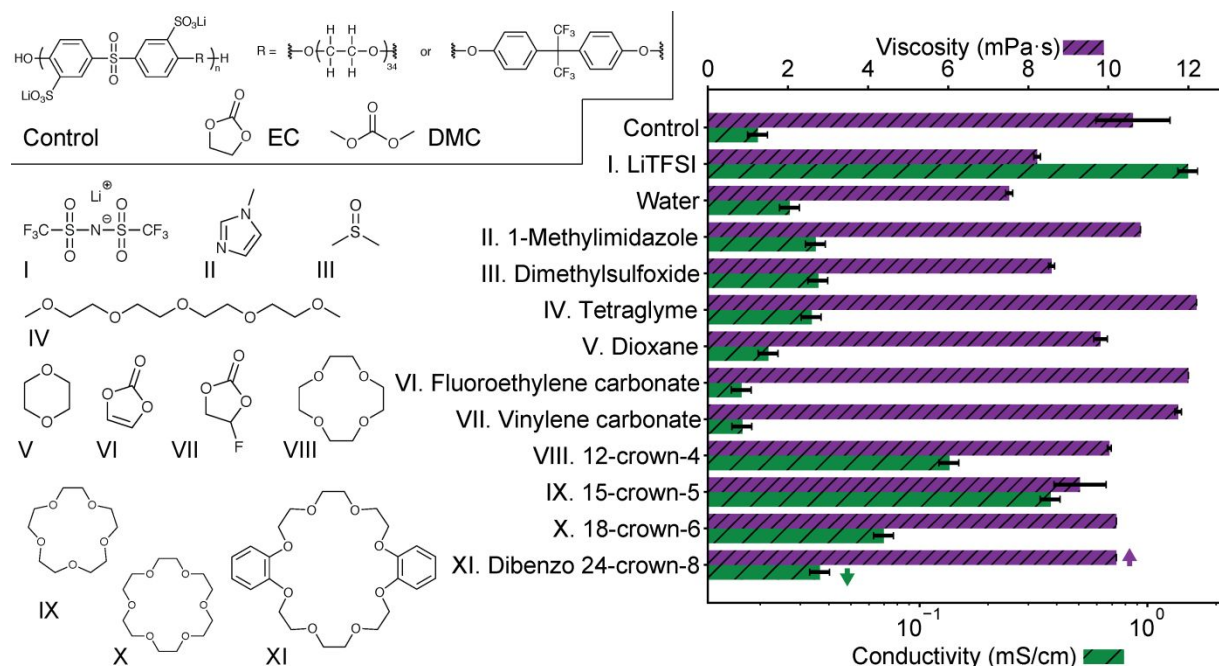 SO₃Li
HO
O
S
O
R
n
H
LiO₃S
R =
O
H H
C C
H H
O
34
or
O
CF₃
CF₃
O
Control
O
O O
EC
O
O O
DMC
Li ⊕
O O
F₃C S N⊖ S CF₃
O O
I
N
N
II
O
S
III
O O O O O
IV
O
O
V
O
O O
VI
O
O O
F
VII
O O
O O
VIII
O O
O O
O
IX
O O
O O
O O
X
O O
O O
O O
O O
XI
Viscosity (mPa·s)
0 2 4 6 8 10 12
Control
I. LiTFSI
Water
II. 1-Methylimidazole
III. Dimethylsulfoxide
IV. Tetraglyme
V. Dioxane
VI. Fluoroethylene carbonate
VII. Vinylene carbonate
VIII. 12-crown-4
IX. 15-crown-5
X. 18-crown-6
XI. Dibenzo 24-crown-8
10⁻¹ 10⁰
Conductivity (mS/cm)